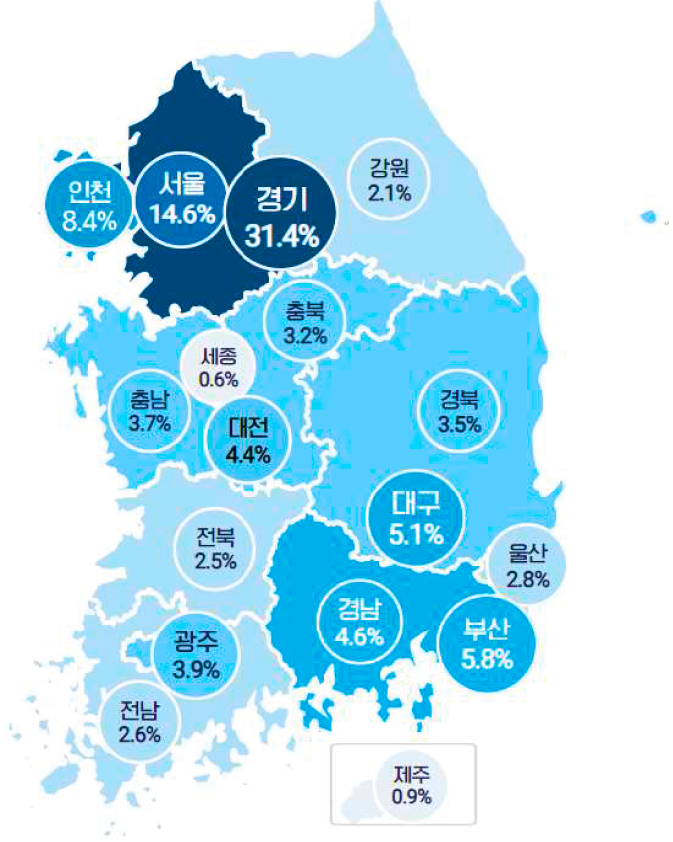 강원
2.1%
인천
8.4%
서울
14.6%
경기
31.4%
충북
3.2%
세종
0.6%
충남
3.7%
대전
4.4%
경북
3.5%
대구
5.1%
전북
2.5%
울산
2.8%
경남
4.6%
부산
5.8%
광주
3.9%
전남
2.6%
제주
0.9%